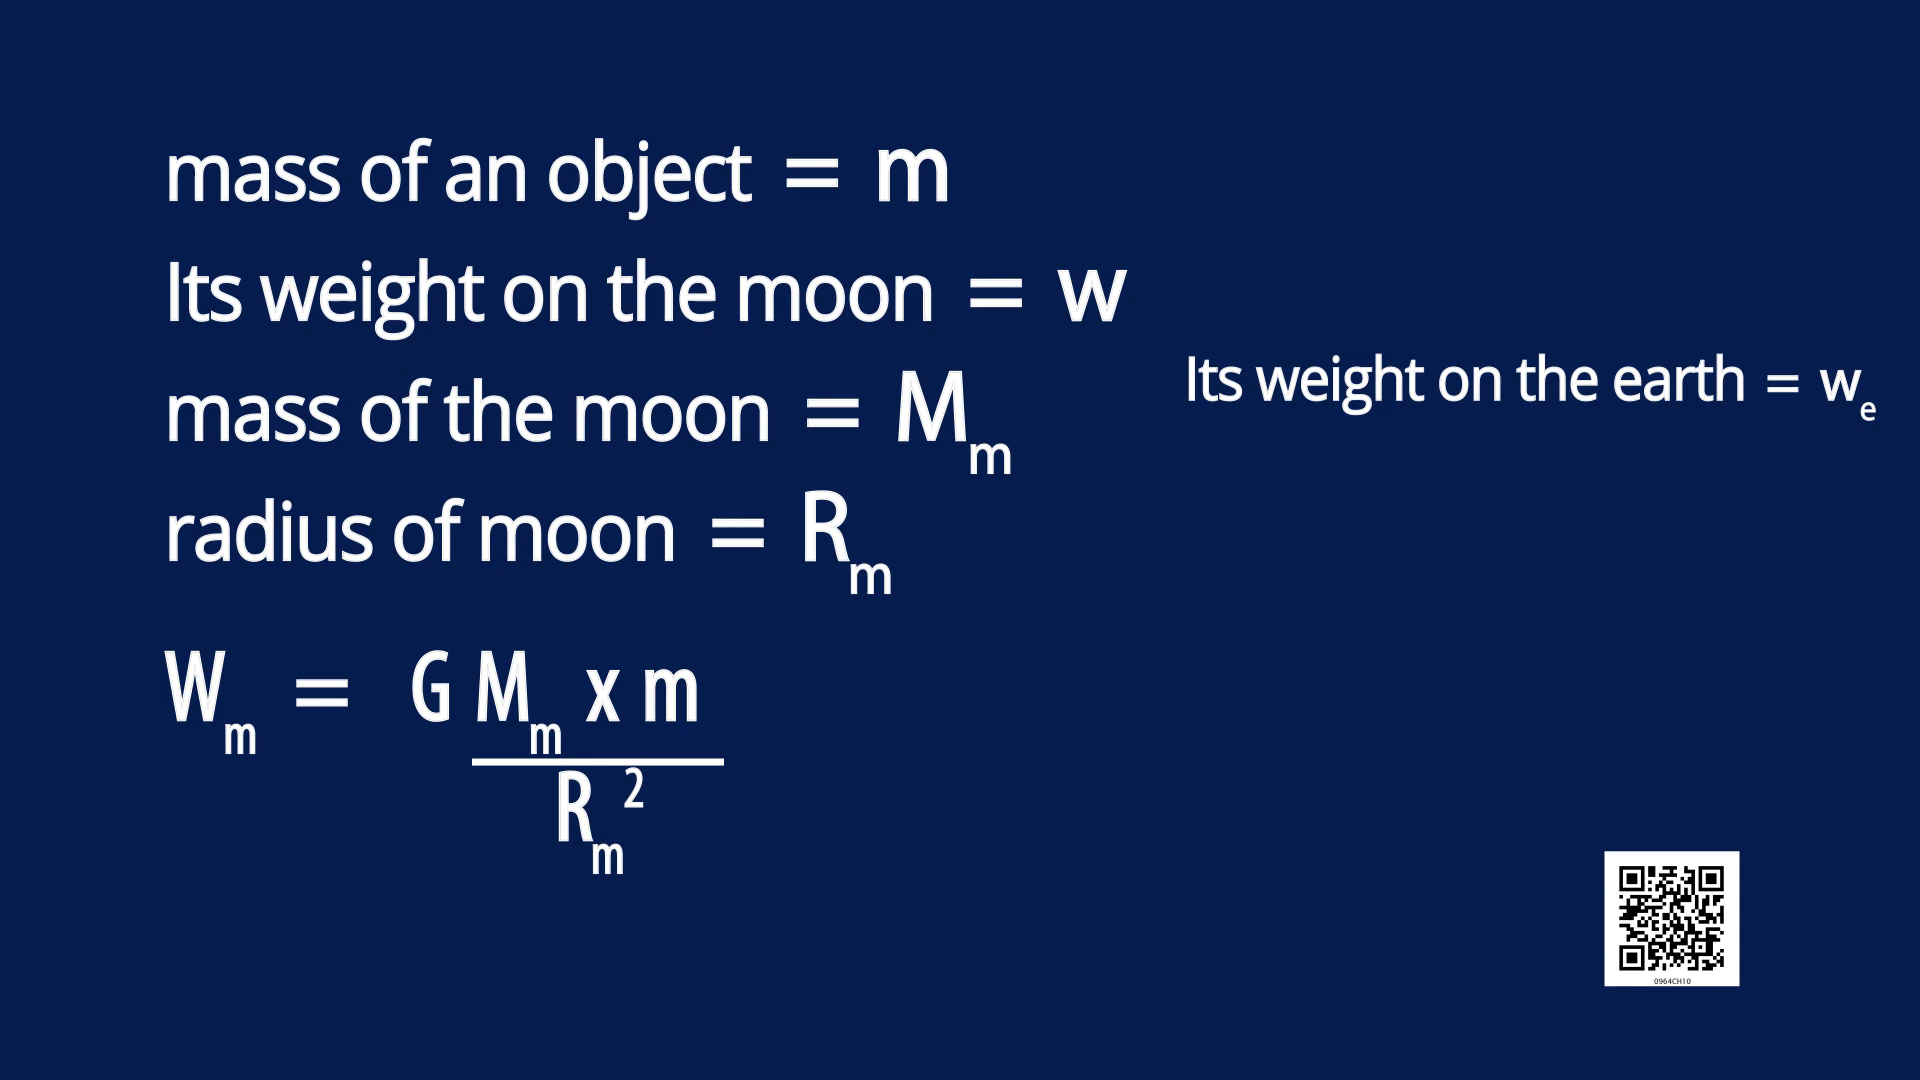 mass of an object = m
Its weight on the moon = w
mass of the moon = Mm
Its weight on the earth = we
radius of moon = Rm
Wm = G Mm x m
Rm2
0964CH10